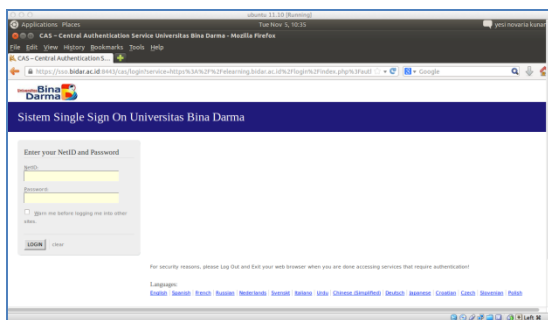 ubuntu 11.10 [Running]
Applications Places Tue Nov 5, 10:35 yesi novaria kunan
CAS – Central Authentication Service Universitas Bina Darma - Mozilla Firefox
File Edit View History Bookmarks Tools Help
CAS – Central Authentication S...
Google
Universitas Bina
Darma
Sistem Single Sign On Universitas Bina Darma
Enter your NetID and Password
NetID:
Password:
Warn me before logging me into other
sites.
LOGIN clear
For security reasons, please Log Out and Exit your web browser when you are done accessing services that require authentication!
Languages:
English Spanish French Russian Nederlands Svenskt Italiano Urdu Chinese (Simplified) Deutsch Japanese Croatian Czech Slovenian Polish
Left ⌘